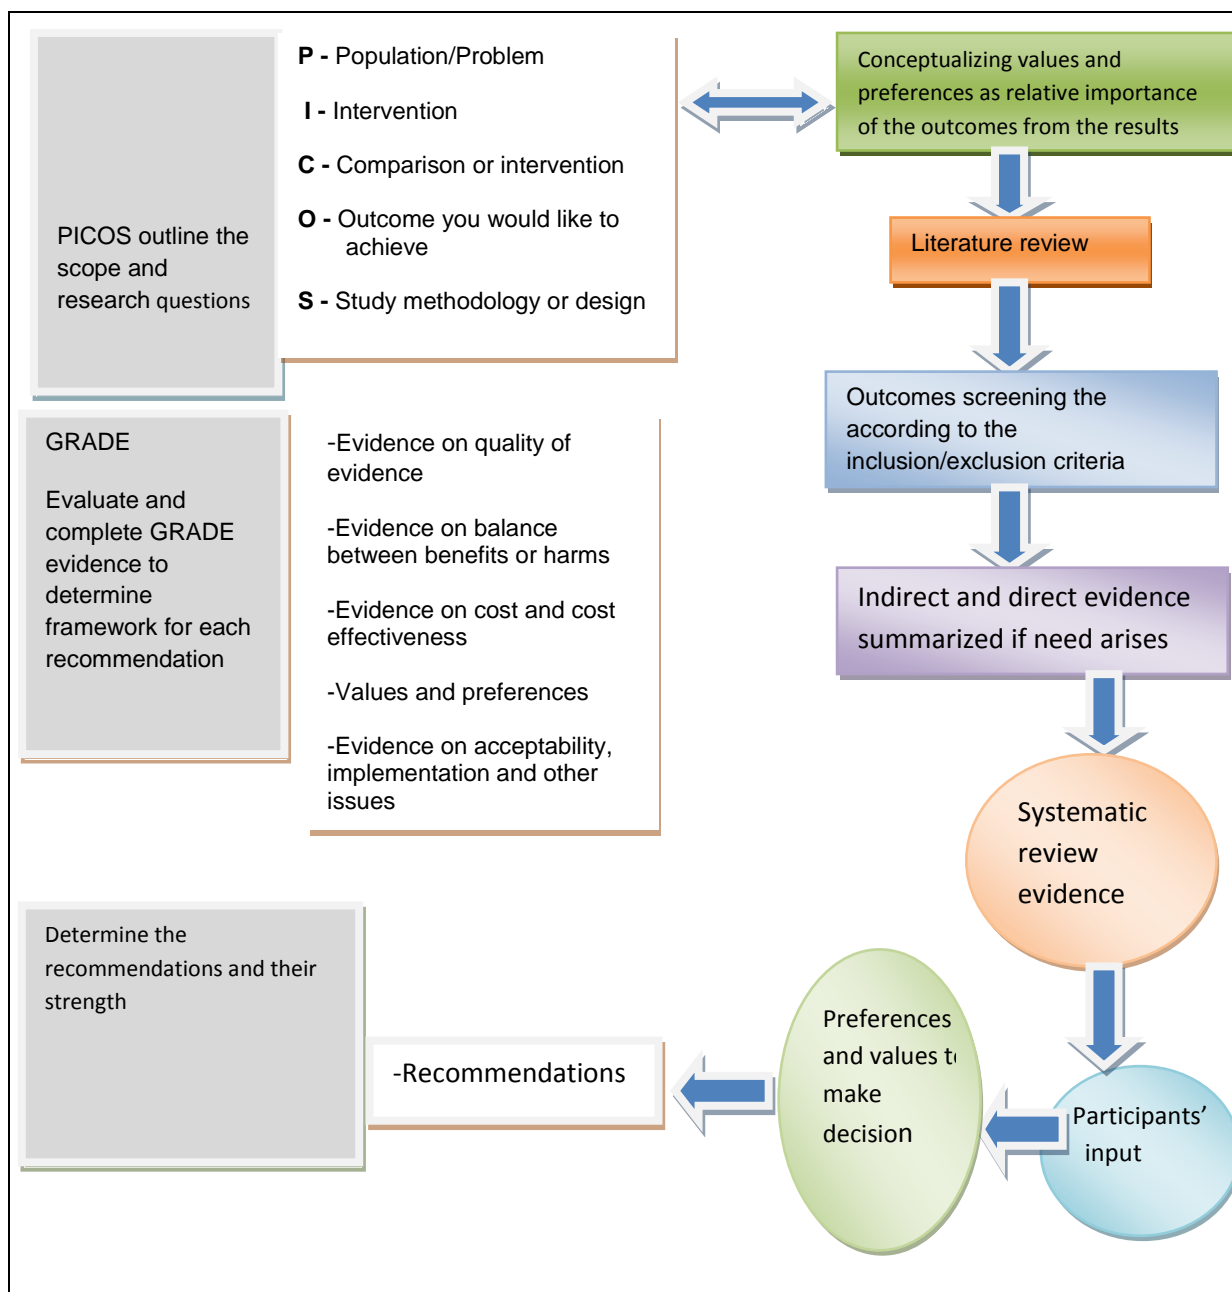 PICOS outline the
scope and
research questions
P - Population/Problem
I - Intervention
C - Comparison or intervention
O - Outcome you would like to
achieve
S - Study methodology or design
Conceptualizing values and
preferences as relative importance
of the outcomes from the results
Literature review
Outcomes screening the
according to the
inclusion/exclusion criteria
Indirect and direct evidence
summarized if need arises
GRADE
Evaluate and
complete GRADE
evidence to
determine
framework for each
recommendation
-Evidence on quality of
evidence
-Evidence on balance
between benefits or harms
-Evidence on cost and cost
effectiveness
-Values and preferences
-Evidence on acceptability,
implementation and other
issues
Systematic
review
evidence
Participants’
input
Preferences
and values to
make
decision
-Recommendations
Determine the
recommendations and their
strength